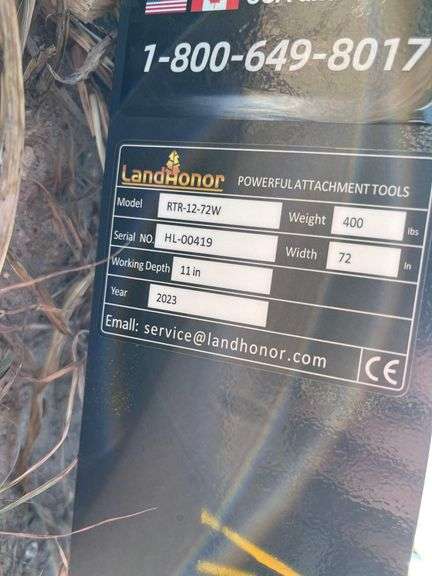 1-800-649-8017
LandHonor POWERFUL ATTACHMENT TOOLS
Model RTR-12-72W Weight 400 lbs
Serial NO. HL-00419 Width 72 In
Working Depth 11 in
Year 2023
Email: service@landhonor.com CE